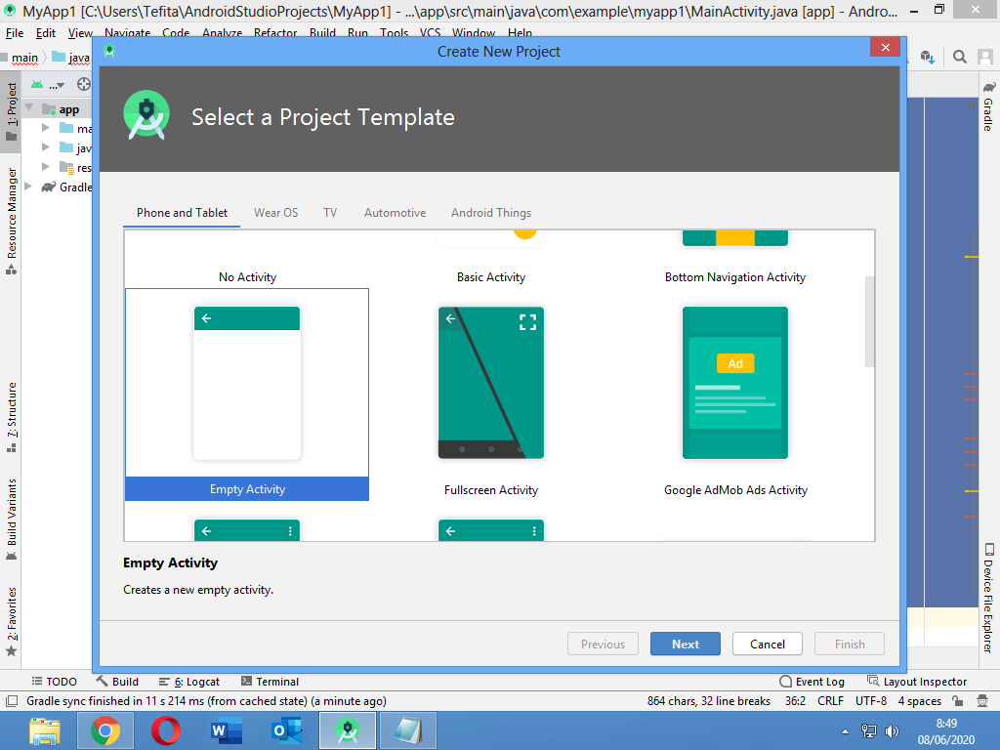 MyApp1 [C:\Users\Tefita\AndroidStudioProjects\MyApp1] - ...\app\src\main\java\com\example\myapp1\MainActivity.java [app] - Andro...
File Edit View Navigate Code Analyze Refactor Build Run Tools VCS Window Help
main java
Create New Project
Select a Project Template
1: Project
Resource Manager
7: Structure
Build Variants
2: Favorites
...
app
ma
jav
res
Gradle
Phone and Tablet Wear OS TV Automotive Android Things
No Activity Basic Activity Bottom Navigation Activity
Ad
Empty Activity Fullscreen Activity Google AdMob Ads Activity
Empty Activity
Creates a new empty activity.
Previous Next Cancel Finish
Gradle
Device File Explorer
TODO Build 6: Logcat Terminal Event Log Layout Inspector
Gradle sync finished in 11 s 214 ms (from cached state) (a minute ago) 864 chars, 32 line breaks 36:2 CRLF UTF-8 4 spaces
8:49
08/06/2020